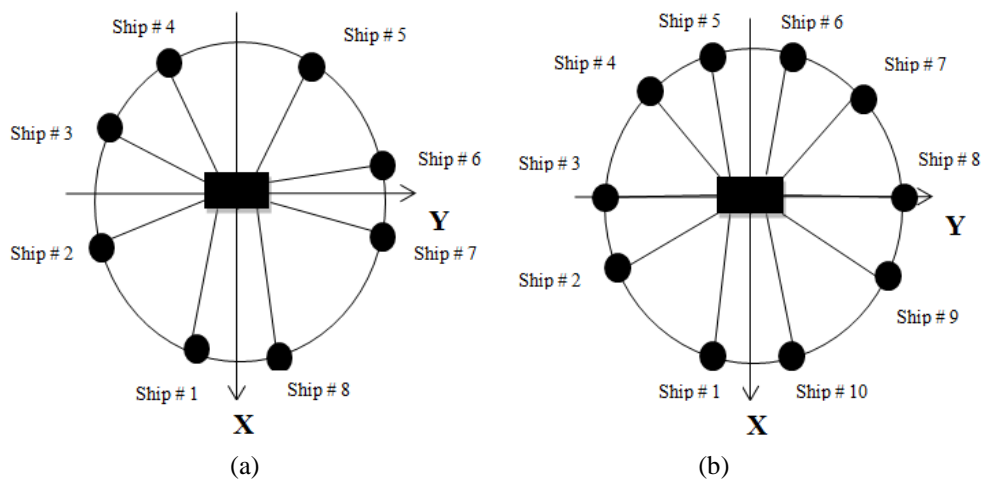 Ship # 4
Ship # 5
Ship # 3
Ship # 6
Y
Ship # 2
Ship # 7
Ship # 1
Ship # 8
X
(a)
Ship # 5
Ship # 6
Ship # 4
Ship # 7
Ship # 3
Ship # 8
Y
Ship # 2
Ship # 9
Ship # 1
Ship # 10
X
(b)